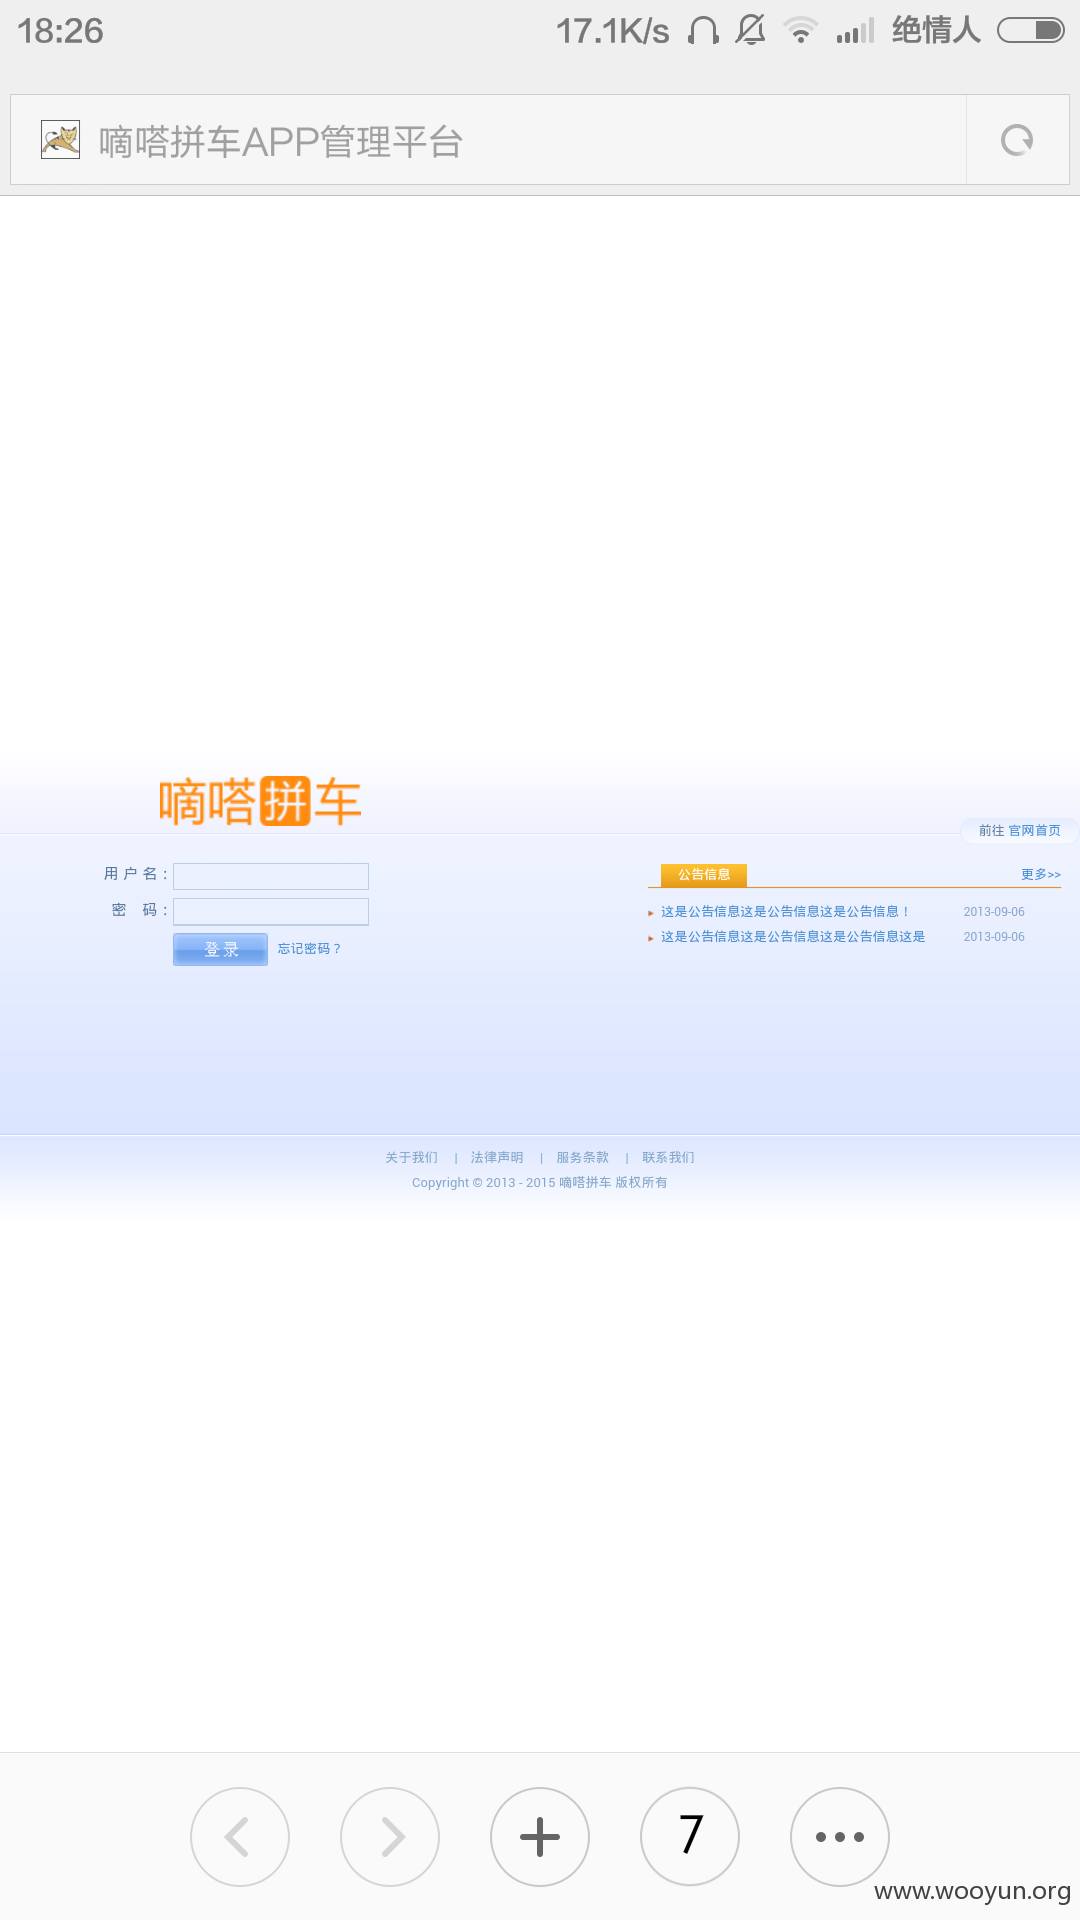 18:26 17.1K/s 绝情人
嘀嗒拼车APP管理平台
嘀嗒拼车
前往 官网首页
用户名:
密 码:
登录 忘记密码？
公告信息 更多>>
这是公告信息这是公告信息这是公告信息！ 2013-09-06
这是公告信息这是公告信息这是公告信息这是 2013-09-06
关于我们 | 法律声明 | 服务条款 | 联系我们
Copyright © 2013 - 2015 嘀嗒拼车 版权所有
7
www.wooyun.org